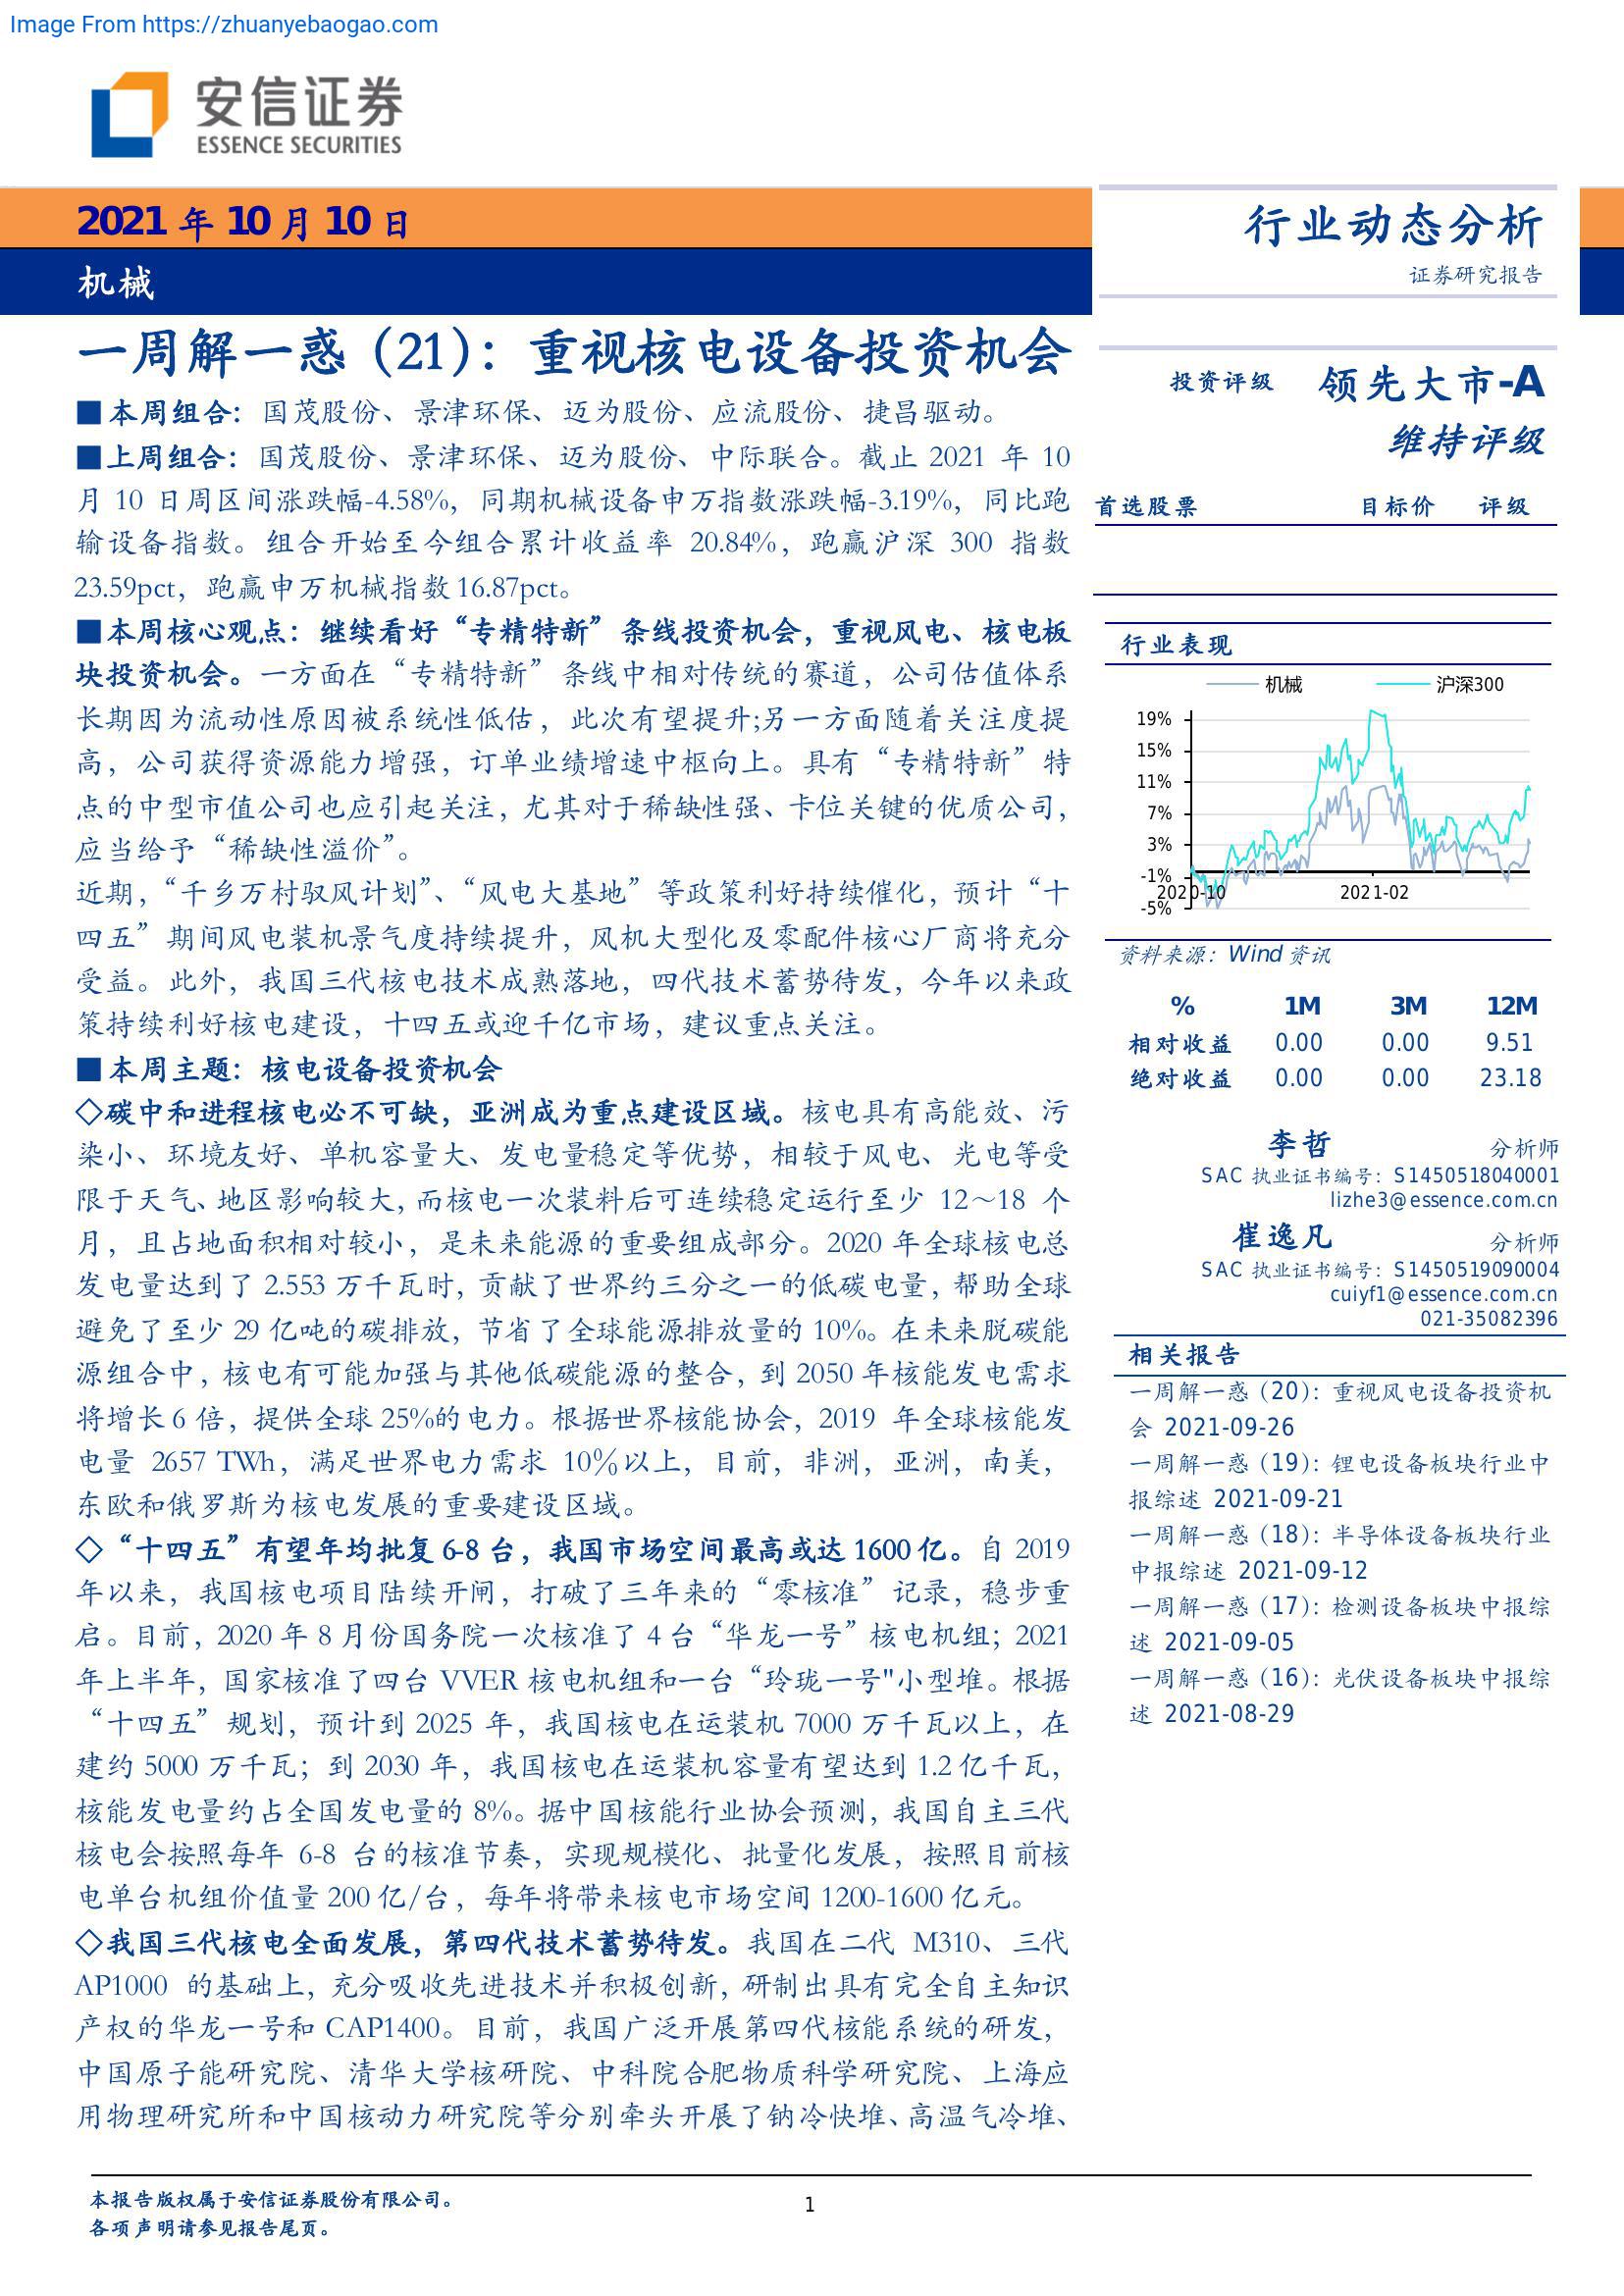 Image From https://zhuanyebaogao.com
安信证券
ESSENCE SECURITIES
2021 年 10 月 10 日
机械
行业动态分析
证券研究报告
一周解一惑（21）：重视核电设备投资机会
■本周组合：国茂股份、景津环保、迈为股份、应流股份、捷昌驱动。
■上周组合：国茂股份、景津环保、迈为股份、中际联合。截止 2021 年 10
月 10 日周区间涨跌幅-4.58%，同期机械设备申万指数涨跌幅-3.19%，同比跑
输设备指数。组合开始至今组合累计收益率 20.84%，跑赢沪深 300 指数
23.59pct，跑赢申万机械指数 16.87pct。
■本周核心观点：继续看好“专精特新”条线投资机会，重视风电、核电板
块投资机会。一方面在“专精特新”条线中相对传统的赛道，公司估值体系
长期因为流动性原因被系统性低估，此次有望提升;另一方面随着关注度提
高，公司获得资源能力增强，订单业绩增速中枢向上。具有“专精特新”特
点的中型市值公司也应引起关注，尤其对于稀缺性强、卡位关键的优质公司，
应当给予“稀缺性溢价”。
近期，“千乡万村驭风计划”、“风电大基地”等政策利好持续催化，预计“十
四五”期间风电装机景气度持续提升，风机大型化及零配件核心厂商将充分
受益。此外，我国三代核电技术成熟落地，四代技术蓄势待发，今年以来政
策持续利好核电建设，十四五或迎千亿市场，建议重点关注。
■本周主题：核电设备投资机会
◇碳中和进程核电必不可缺，亚洲成为重点建设区域。核电具有高能效、污
染小、环境友好、单机容量大、发电量稳定等优势，相较于风电、光电等受
限于天气、地区影响较大，而核电一次装料后可连续稳定运行至少 12～18 个
月，且占地面积相对较小，是未来能源的重要组成部分。2020 年全球核电总
发电量达到了 2.553 万千瓦时，贡献了世界约三分之一的低碳电量，帮助全球
避免了至少 29 亿吨的碳排放，节省了全球能源排放量的 10%。在未来脱碳能
源组合中，核电有可能加强与其他低碳能源的整合，到 2050 年核能发电需求
将增长 6 倍，提供全球 25%的电力。根据世界核能协会，2019 年全球核能发
电量 2657 TWh，满足世界电力需求 10％以上，目前，非洲，亚洲，南美，
东欧和俄罗斯为核电发展的重要建设区域。
◇“十四五”有望年均批复 6-8 台，我国市场空间最高或达 1600 亿。自 2019
年以来，我国核电项目陆续开闸，打破了三年来的“零核准”记录，稳步重
启。目前，2020 年 8 月份国务院一次核准了 4 台“华龙一号”核电机组；2021
年上半年，国家核准了四台 VVER 核电机组和一台“玲珑一号"小型堆。根据
“十四五”规划，预计到 2025 年，我国核电在运装机 7000 万千瓦以上，在
建约 5000 万千瓦；到 2030 年，我国核电在运装机容量有望达到 1.2 亿千瓦，
核能发电量约占全国发电量的 8%。据中国核能行业协会预测，我国自主三代
核电会按照每年 6-8 台的核准节奏，实现规模化、批量化发展，按照目前核
电单台机组价值量 200 亿/台，每年将带来核电市场空间 1200-1600 亿元。
◇我国三代核电全面发展，第四代技术蓄势待发。我国在二代 M310、三代
AP1000 的基础上，充分吸收先进技术并积极创新，研制出具有完全自主知识
产权的华龙一号和 CAP1400。目前，我国广泛开展第四代核能系统的研发，
中国原子能研究院、清华大学核研院、中科院合肥物质科学研究院、上海应
用物理研究所和中国核动力研究院等分别牵头开展了钠冷快堆、高温气冷堆、
投资评级 领先大市-A
维持评级
首选股票 目标价 评级
行业表现
机械 沪深300
19%
15%
11%
7%
3%
-1%
-5%
2020-10 2021-02
资料来源：Wind 资讯
% 1M 3M 12M
相对收益 0.00 0.00 9.51
绝对收益 0.00 0.00 23.18
李哲 分析师
SAC 执业证书编号：S1450518040001
lizhe3@essence.com.cn
崔逸凡 分析师
SAC 执业证书编号：S1450519090004
cuiyf1@essence.com.cn
021-35082396
相关报告
一周解一惑（20）：重视风电设备投资机
会 2021-09-26
一周解一惑（19）：锂电设备板块行业中
报综述 2021-09-21
一周解一惑（18）：半导体设备板块行业
中报综述 2021-09-12
一周解一惑（17）：检测设备板块中报综
述 2021-09-05
一周解一惑（16）：光伏设备板块中报综
述 2021-08-29
本报告版权属于安信证券股份有限公司。
各项声明请参见报告尾页。
1